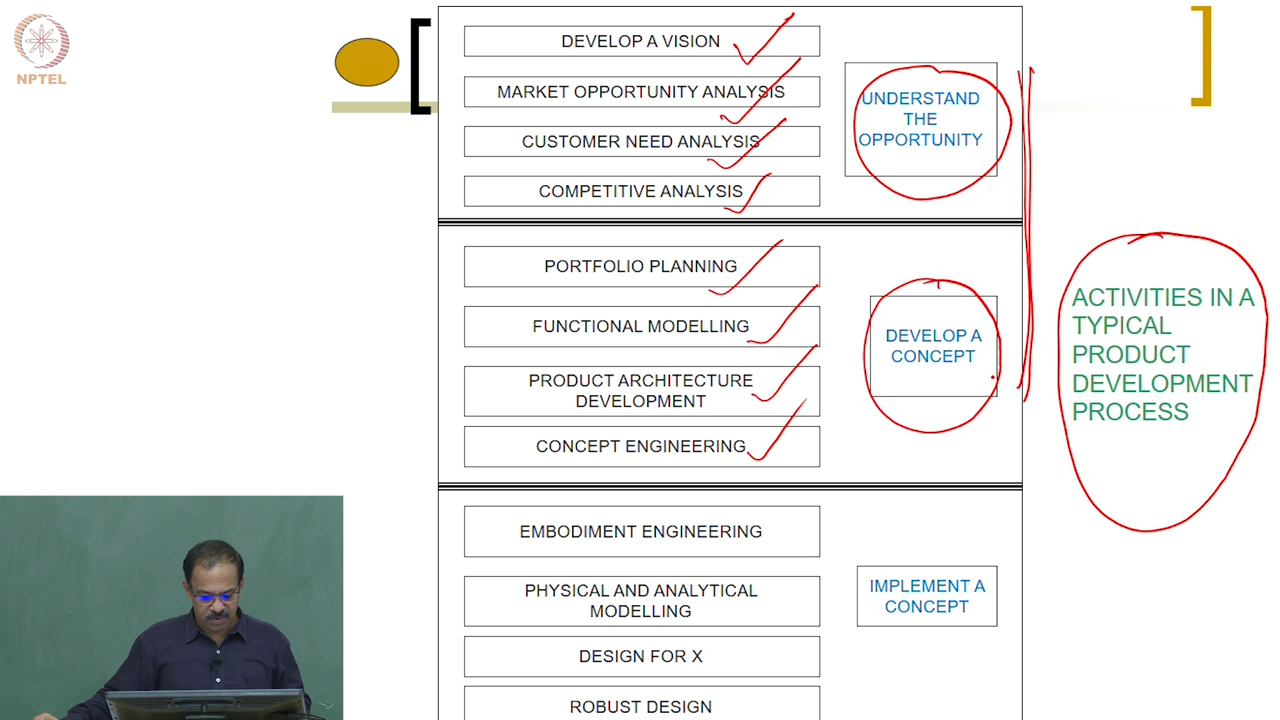 NPTEL
DEVELOP A VISION
MARKET OPPORTUNITY ANALYSIS
CUSTOMER NEED ANALYSIS
COMPETITIVE ANALYSIS
UNDERSTAND
THE
OPPORTUNITY
PORTFOLIO PLANNING
FUNCTIONAL MODELLING
PRODUCT ARCHITECTURE
DEVELOPMENT
CONCEPT ENGINEERING
DEVELOP A
CONCEPT
ACTIVITIES IN A
TYPICAL
PRODUCT
DEVELOPMENT
PROCESS
EMBODIMENT ENGINEERING
PHYSICAL AND ANALYTICAL
MODELLING
DESIGN FOR X
ROBUST DESIGN
IMPLEMENT A
CONCEPT